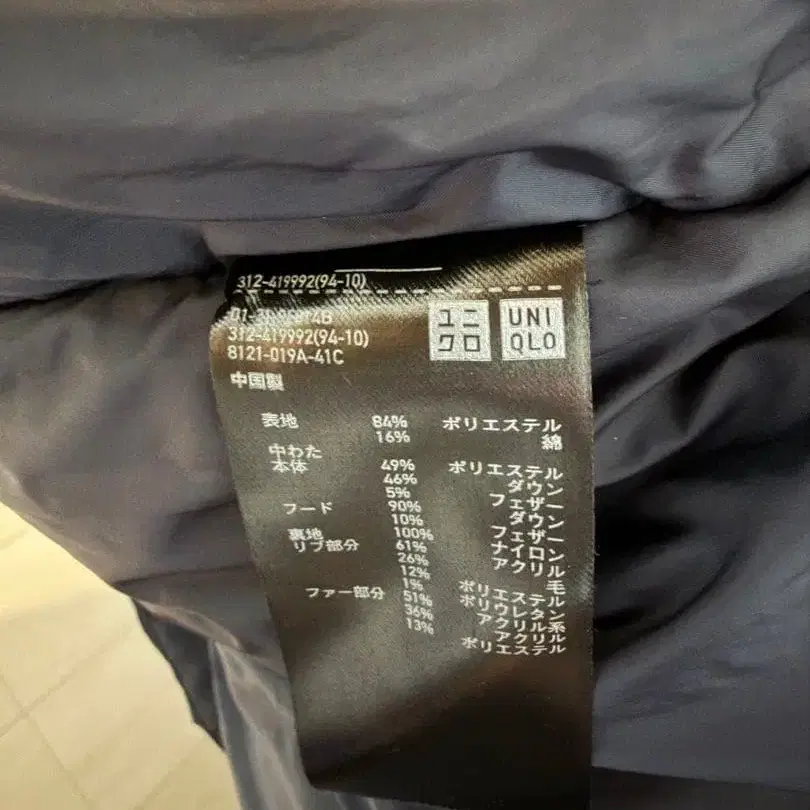 312-419992(94-10)
312-419992(94-10)
8121-019A-41C
中国製
ユニ
クロ
UNI
QLO
表地 84% ポリエステル
16% 綿
中わた
本体 49% ポリエステル
46% ダウン
5% フェザー
フード 90% ダウン
10% フェザー
裏地 100% ナイロン
リブ部分 61% アクリル
26% 毛
12% ポリエステル
1% ポリウレタン
ファー部分 51% アクリル系
36% アクリル
13% ポリエステル